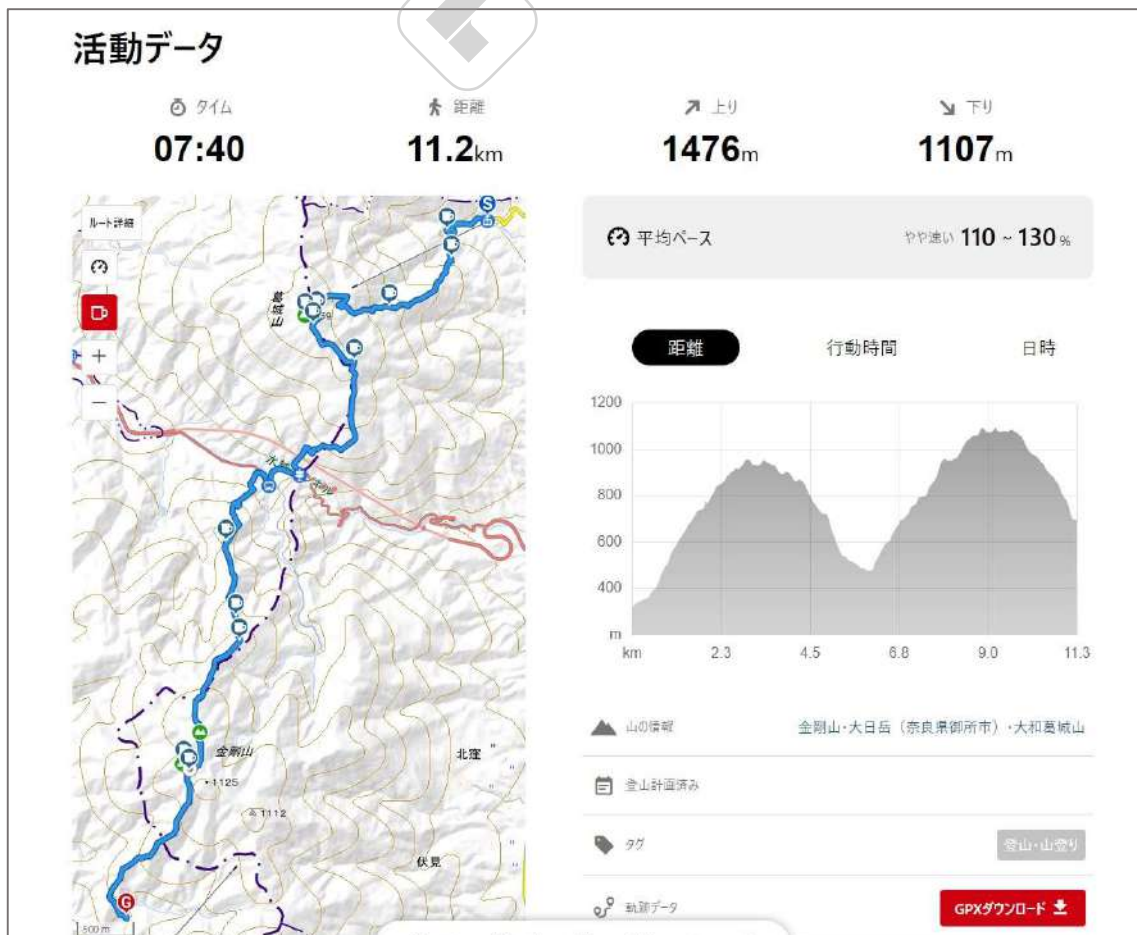 活動データ
タイム 距離 上り 下り
07:40 11.2km 1476m 1107m
ルート詳細
S
平均ペース やや速い 110 ~ 130 %
距離 行動時間 日時
+
−
1200
1000
800
600
400
m
km 2.3 4.5 6.8 9.0 11.3
山の情報 金剛山・大日岳（奈良県御所市）・大和葛城山
登山計画済み
タグ 登山・山登り
軌跡データ GPXダウンロード
金剛山
北窪
・1125
1112
伏見
G
500 m